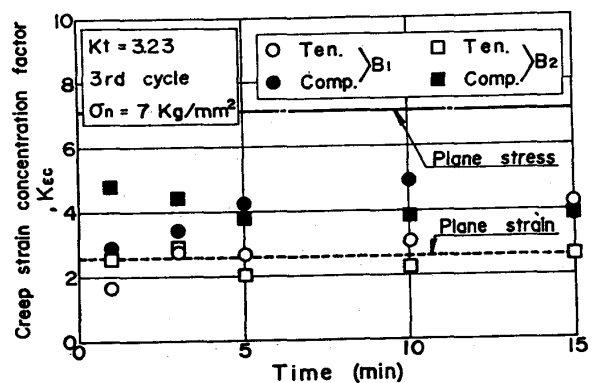 Creep strain concentration factor
, Kεc
10
8
6
4
2
0
Kt = 3.23
3rd cycle
σn = 7 Kg/mm²
Ten.
Comp.
B1
Ten.
Comp.
B2
Plane stress
Plane strain
0 5 10 15
Time (min)